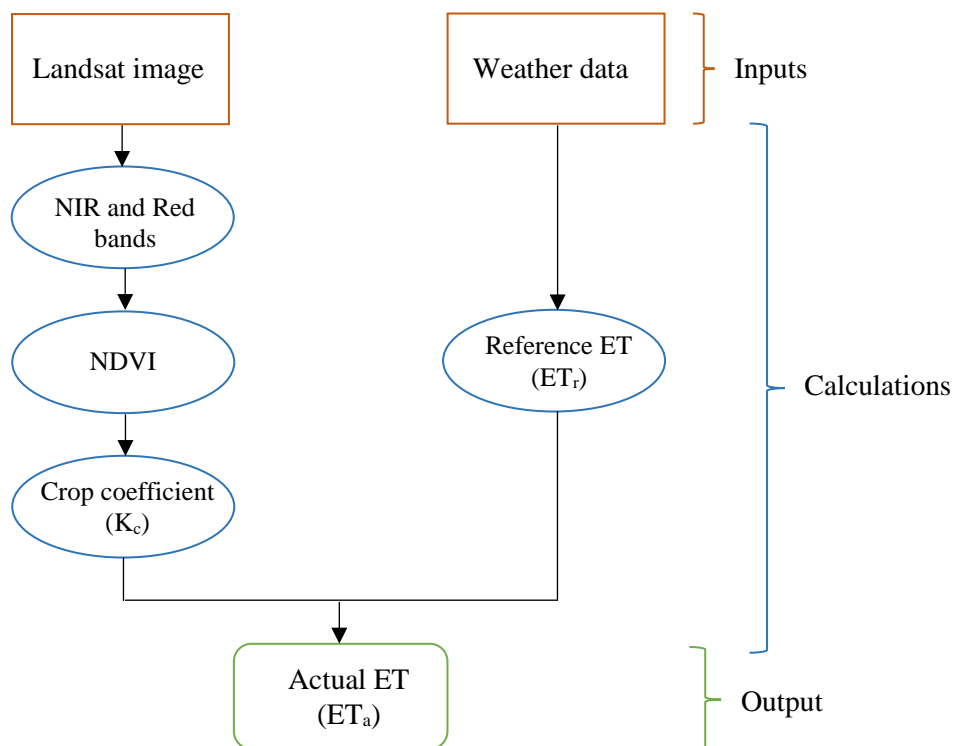 Landsat image
Weather data
Inputs
NIR and Red
bands
NDVI
Reference ET
(ETᵣ)
Calculations
Crop coefficient
(K_c)
Actual ET
(ETₐ)
Output